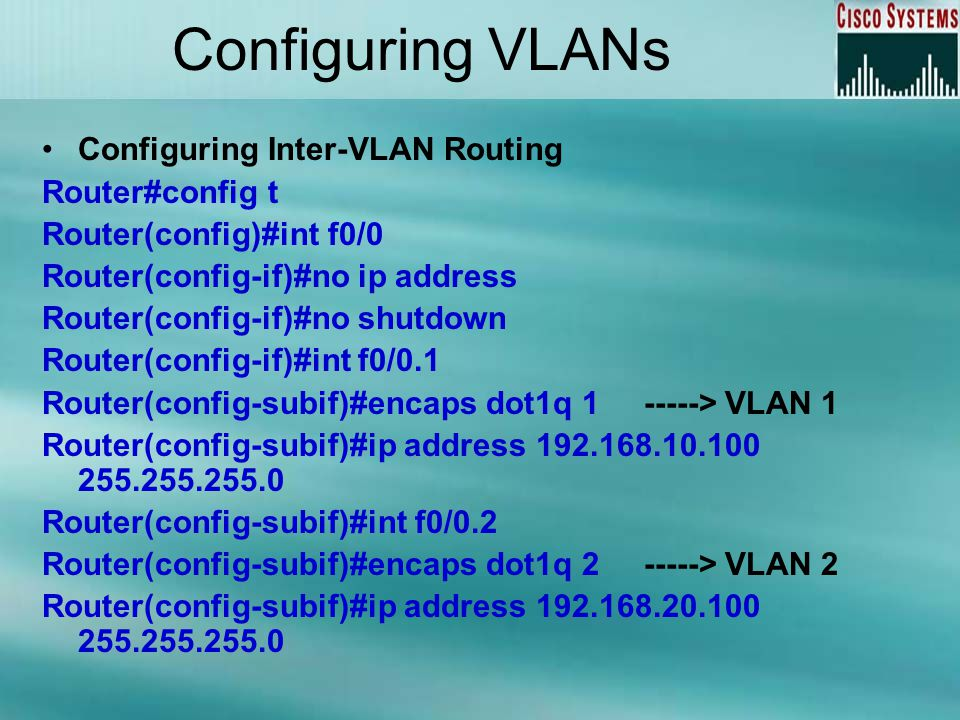 Configuring VLANs
CISCO SYSTEMS
• Configuring Inter-VLAN Routing
Router#config t
Router(config)#int f0/0
Router(config-if)#no ip address
Router(config-if)#no shutdown
Router(config-if)#int f0/0.1
Router(config-subif)#encaps dot1q 1 -----> VLAN 1
Router(config-subif)#ip address 192.168.10.100
255.255.255.0
Router(config-subif)#int f0/0.2
Router(config-subif)#encaps dot1q 2 -----> VLAN 2
Router(config-subif)#ip address 192.168.20.100
255.255.255.0